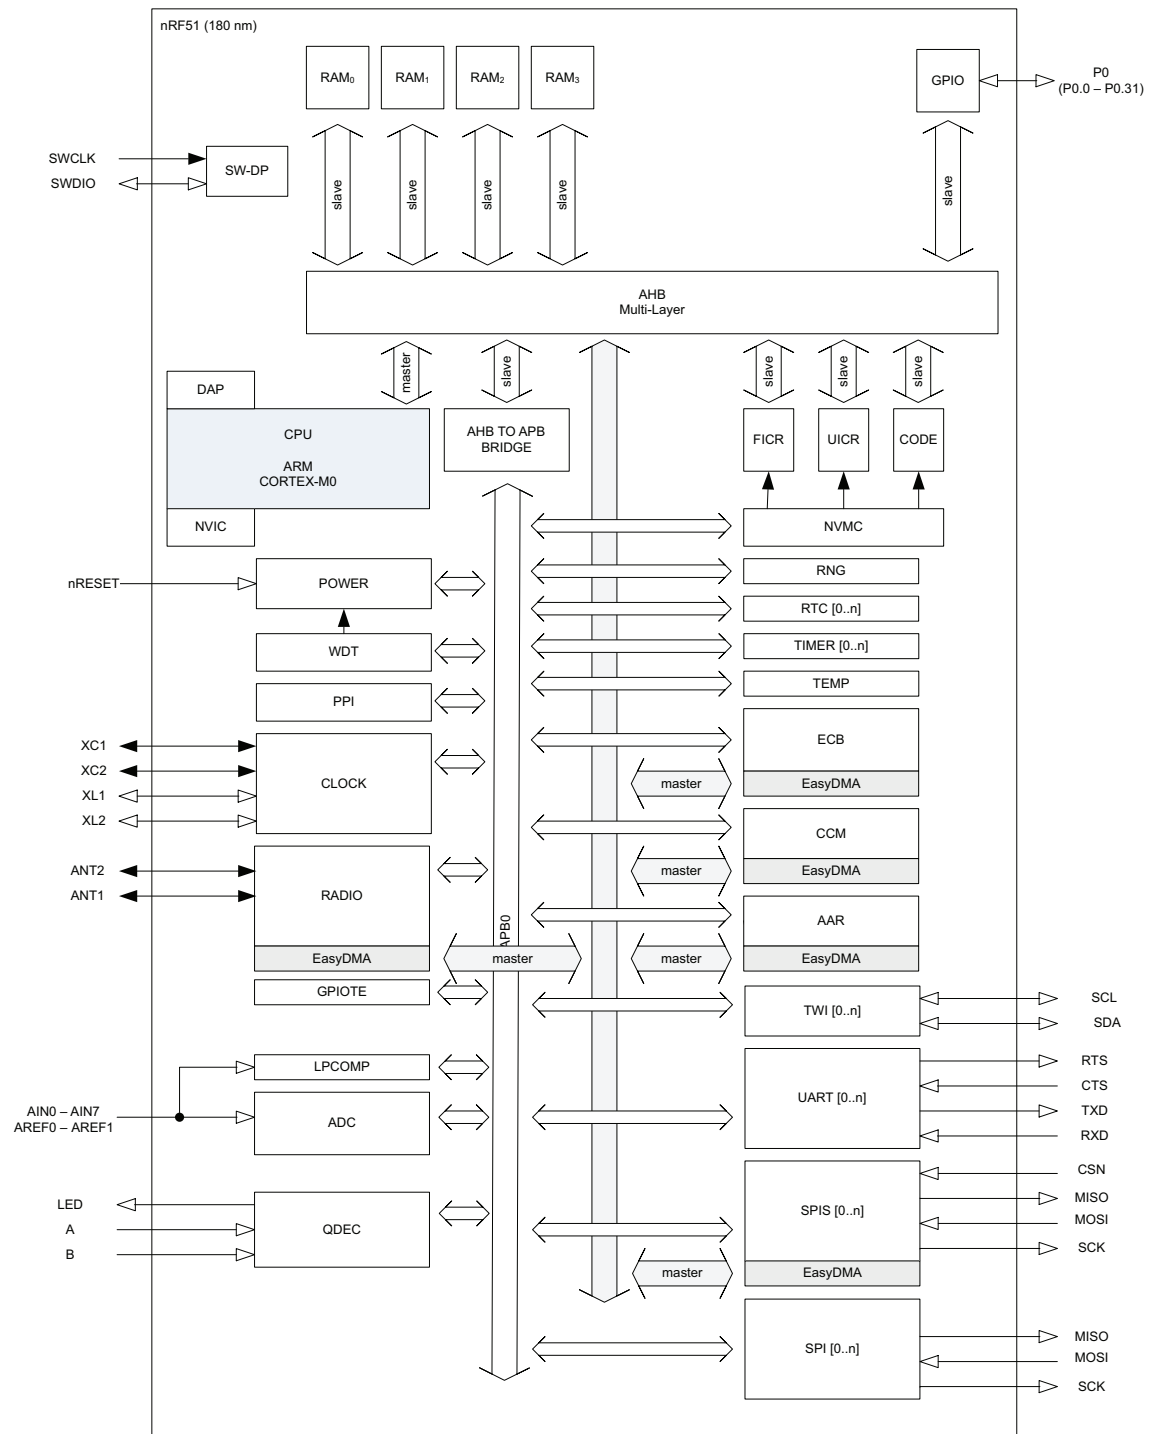 nRF51 (180 nm)
RAM0
RAM1
RAM2
RAM3
GPIO
P0
(P0.0 – P0.31)
SWCLK
SWDIO
SW-DP
slave
slave
slave
slave
slave
AHB
Multi-Layer
master
slave
slave
slave
slave
DAP
CPU
ARM
CORTEX-M0
NVIC
AHB TO APB
BRIDGE
FICR
UICR
CODE
NVMC
nRESET
POWER
RNG
RTC [0..n]
WDT
TIMER [0..n]
PPI
TEMP
XC1
XC2
XL1
XL2
CLOCK
ECB
master
EasyDMA
CCM
master
EasyDMA
ANT2
ANT1
RADIO
EasyDMA
APB0
master
AAR
master
EasyDMA
GPIOTE
TWI [0..n]
SCL
SDA
LPCOMP
AIN0 – AIN7
AREF0 – AREF1
ADC
UART [0..n]
RTS
CTS
TXD
RXD
LED
A
B
QDEC
SPIS [0..n]
CSN
MISO
MOSI
SCK
master
EasyDMA
SPI [0..n]
MISO
MOSI
SCK